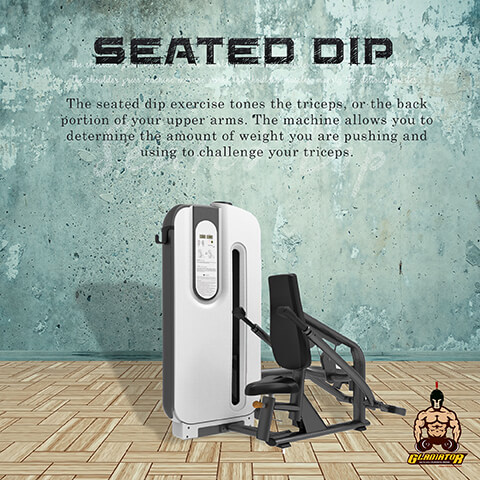 SEATED DIP
The seated dip exercise tones the triceps, or the back
portion of your upper arms. The machine allows you to
determine the amount of weight you are pushing and
using to challenge your triceps.
GLADIATOR